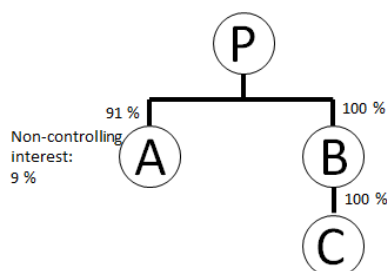 P
91 %
100 %
Non-controlling
interest:
9 %
A
B
100 %
C